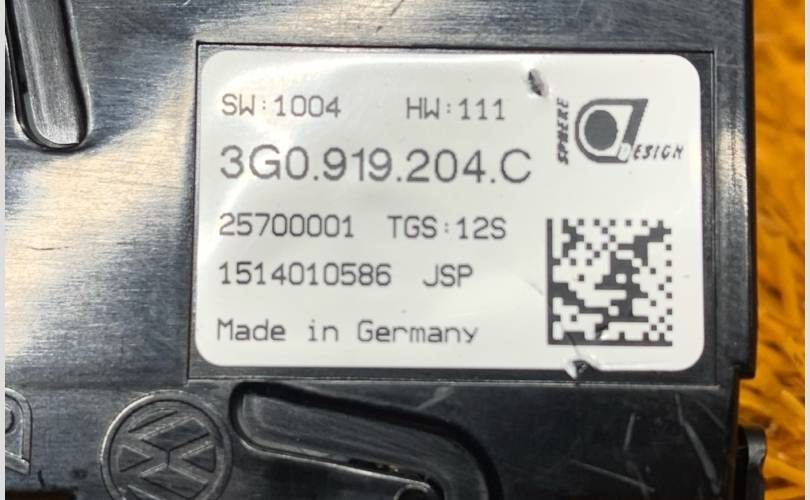 SW:1004 HW:111
SPHERE DESIGN
3G0.919.204.C
25700001 TGS:12S
1514010586 JSP
Made in Germany